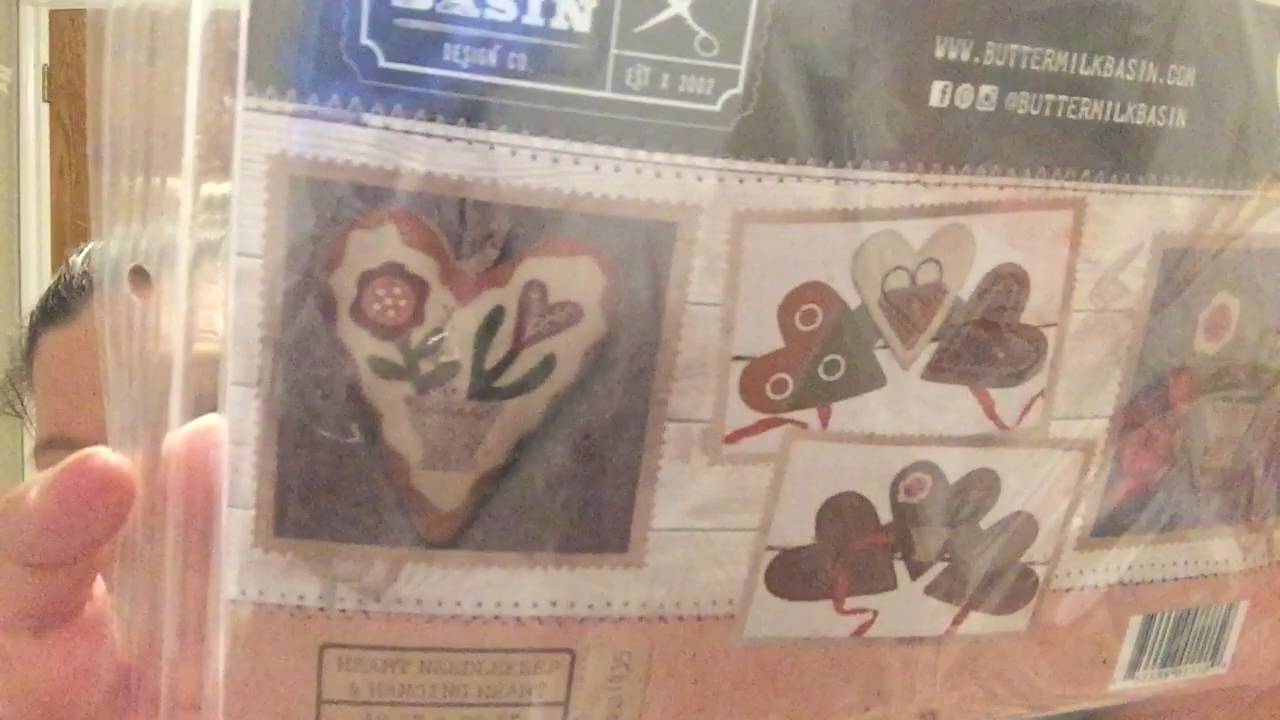 BASIN
DESIGN CO.
EST X 2002
WWW.BUTTERMILKBASIN.COM
@BUTTERMILKBASIN
HEART NEEDLEKEEP
& HANGING HEART